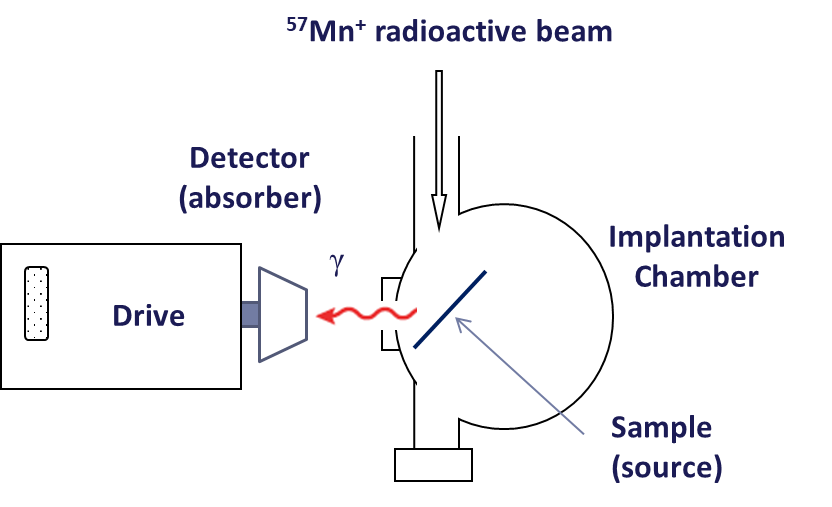 ⁵⁷Mn⁺ radioactive beam
Detector
(absorber)
γ
Implantation
Chamber
Drive
Sample
(source)